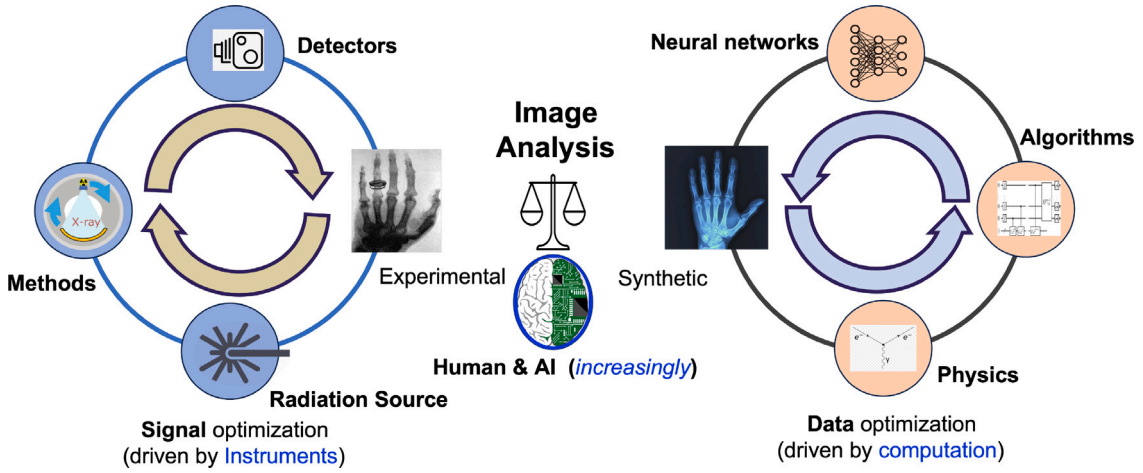 Detectors
X-ray
Methods
Radiation Source
Experimental
Signal optimization
(driven by Instruments)
Image
Analysis
Human & AI (increasingly)
Neural networks
Algorithms
Synthetic
e⁻ e⁻
γ
Physics
Data optimization
(driven by computation)